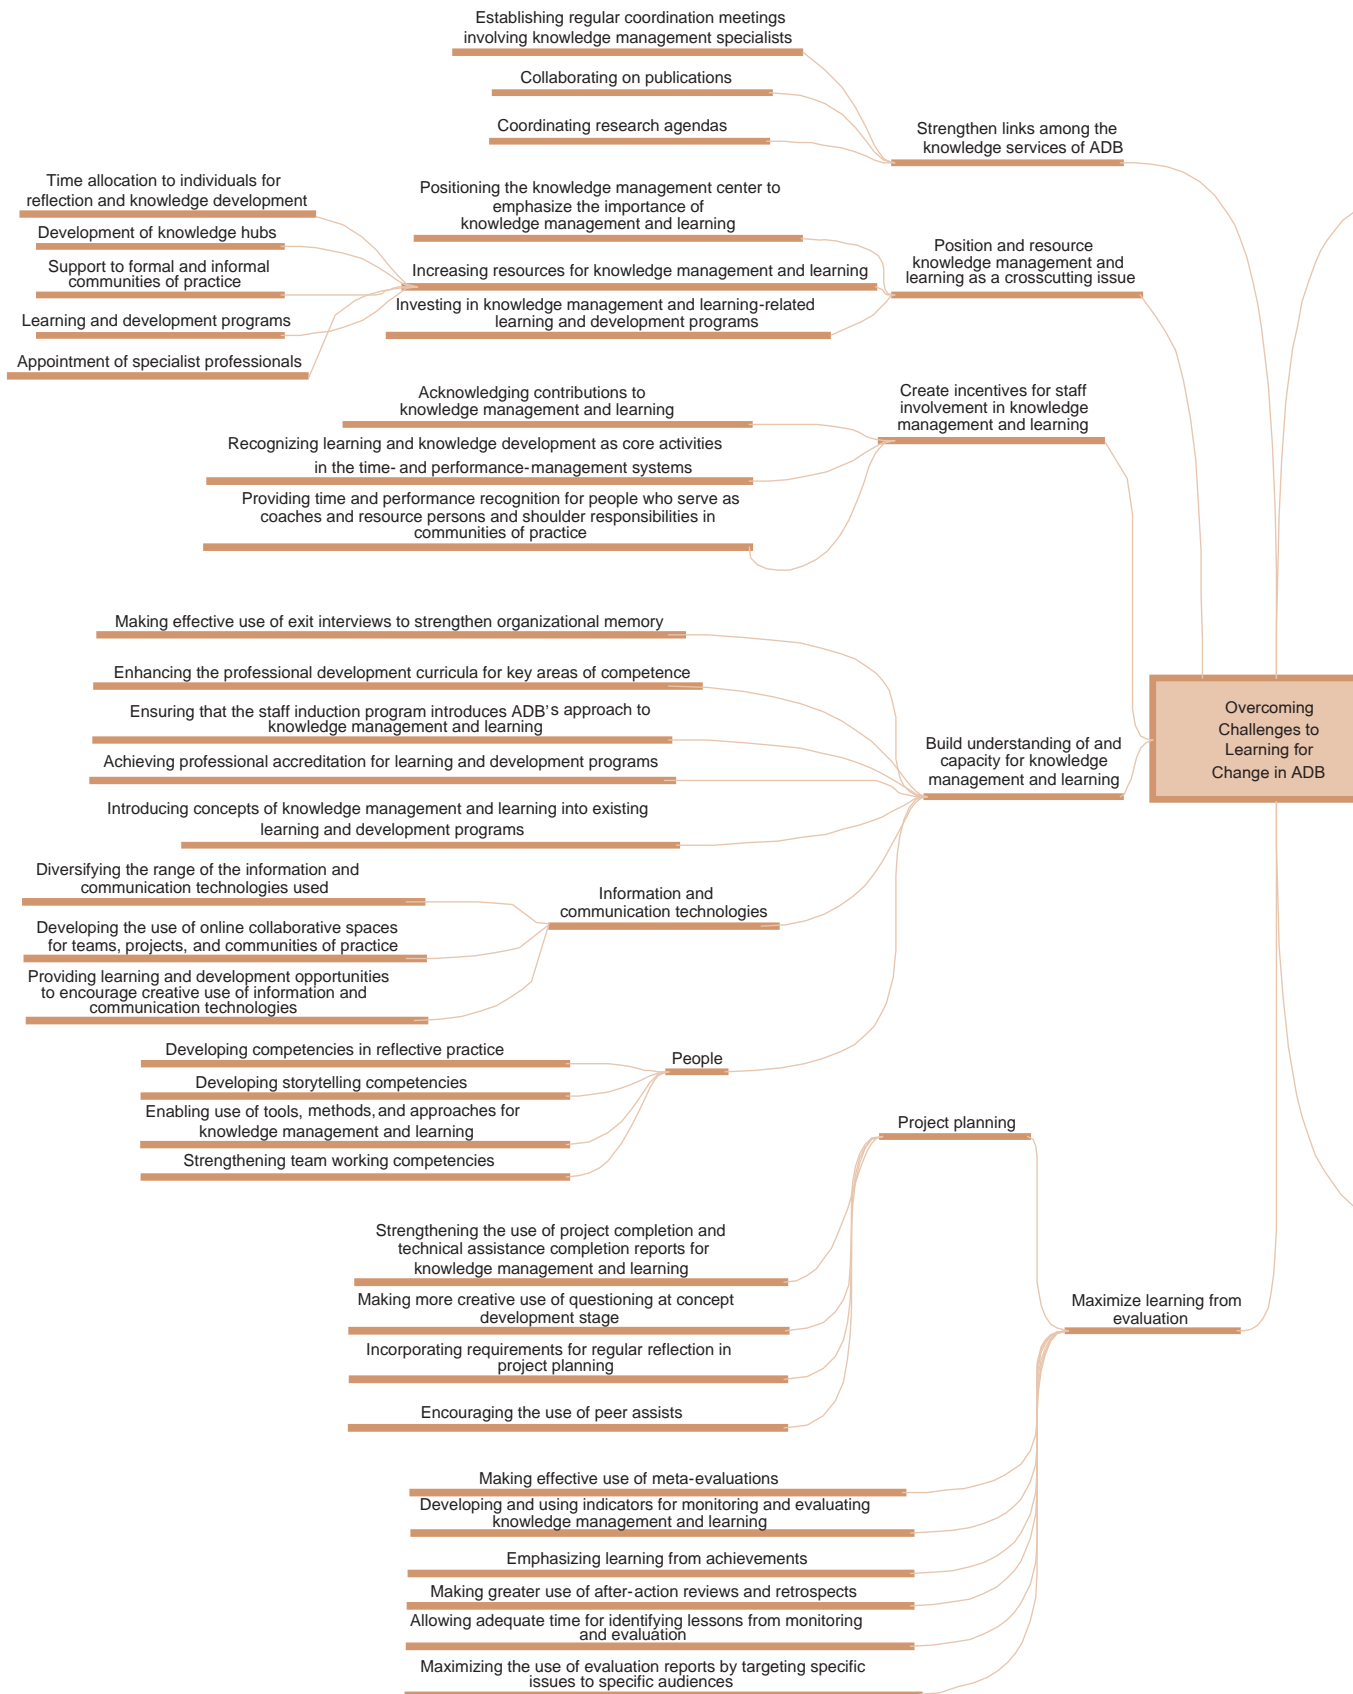 Establishing regular coordination meetings
involving knowledge management specialists
Collaborating on publications
Coordinating research agendas
Strengthen links among the
knowledge services of ADB
Time allocation to individuals for
reflection and knowledge development
Development of knowledge hubs
Support to formal and informal
communities of practice
Learning and development programs
Appointment of specialist professionals
Positioning the knowledge management center to
emphasize the importance of
knowledge management and learning
Increasing resources for knowledge management and learning
Investing in knowledge management and learning-related
learning and development programs
Position and resource
knowledge management and
learning as a crosscutting issue
Acknowledging contributions to
knowledge management and learning
Recognizing learning and knowledge development as core activities
in the time- and performance-management systems
Providing time and performance recognition for people who serve as
coaches and resource persons and shoulder responsibilities in
communities of practice
Create incentives for staff
involvement in knowledge
management and learning
Making effective use of exit interviews to strengthen organizational memory
Enhancing the professional development curricula for key areas of competence
Ensuring that the staff induction program introduces ADB's approach to
knowledge management and learning
Achieving professional accreditation for learning and development programs
Introducing concepts of knowledge management and learning into existing
learning and development programs
Build understanding of and
capacity for knowledge
management and learning
Overcoming
Challenges to
Learning for
Change in ADB
Diversifying the range of the information and
communication technologies used
Developing the use of online collaborative spaces
for teams, projects, and communities of practice
Providing learning and development opportunities
to encourage creative use of information and
communication technologies
Information and
communication technologies
Developing competencies in reflective practice
Developing storytelling competencies
Enabling use of tools, methods, and approaches for
knowledge management and learning
Strengthening team working competencies
People
Project planning
Strengthening the use of project completion and
technical assistance completion reports for
knowledge management and learning
Making more creative use of questioning at concept
development stage
Incorporating requirements for regular reflection in
project planning
Encouraging the use of peer assists
Maximize learning from
evaluation
Making effective use of meta-evaluations
Developing and using indicators for monitoring and evaluating
knowledge management and learning
Emphasizing learning from achievements
Making greater use of after-action reviews and retrospects
Allowing adequate time for identifying lessons from monitoring
and evaluation
Maximizing the use of evaluation reports by targeting specific
issues to specific audiences